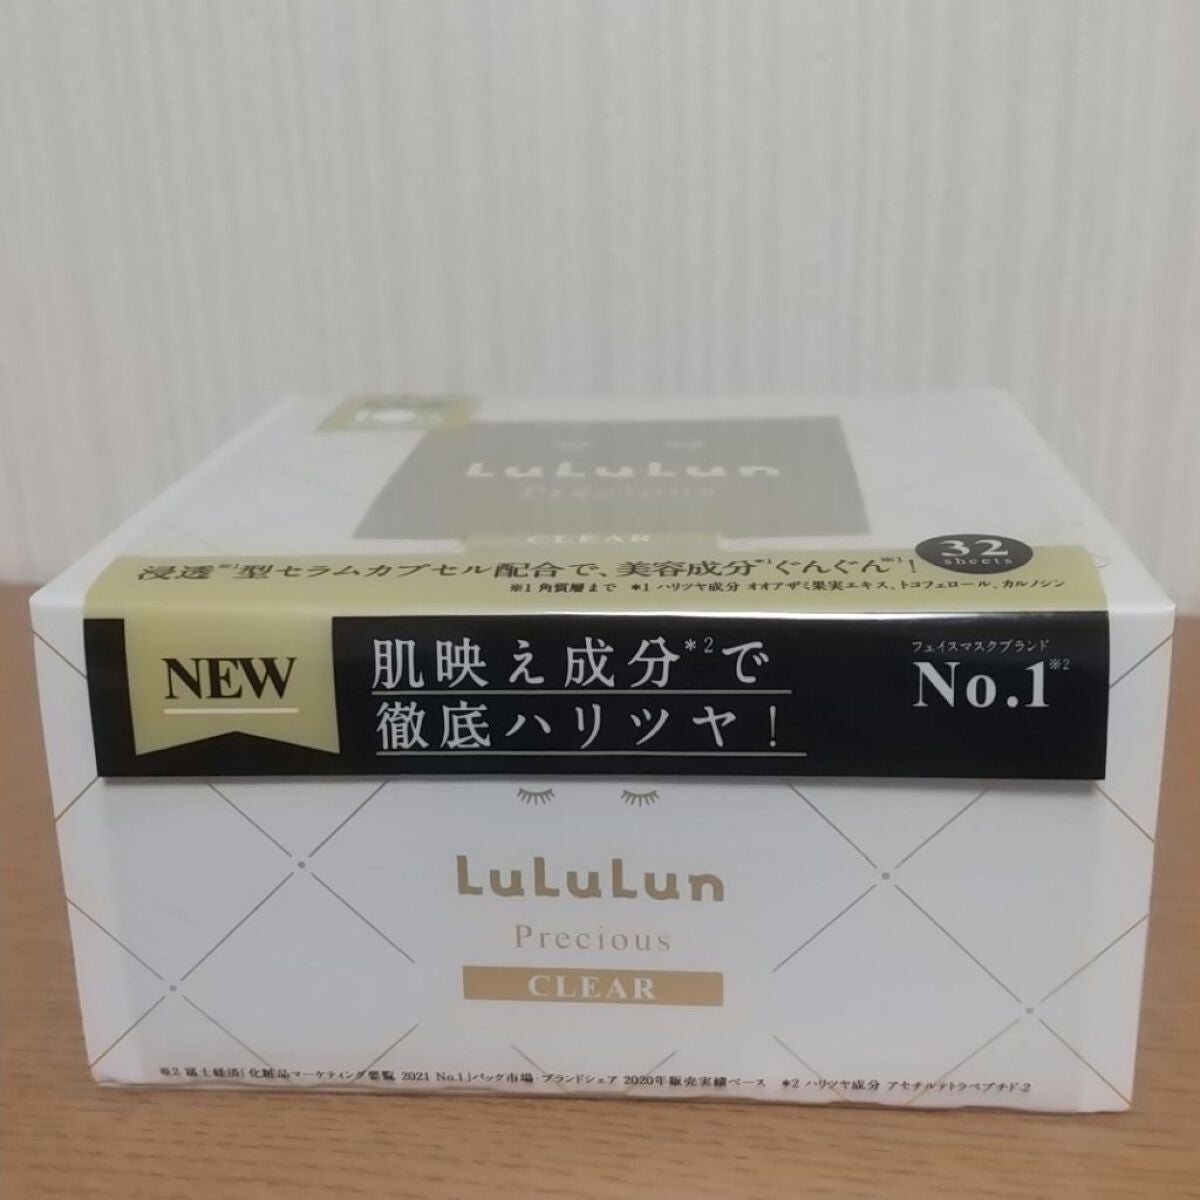 LuLuLun
Precious
CLEAR
32
sheets
浸透※1型セラムカプセル配合で、美容成分*1ぐんぐん※1!
※1 角質層まで *1 ハリツヤ成分 オオアザミ果実エキス、トコフェロール、カルノシン
NEW
肌映え成分*2で
徹底ハリツヤ!
フェイスマスクブランド
No.1※2
LuLuLun
Precious
CLEAR
※2 富士経済「化粧品マーケティング要覧 2021 No.1」パック市場・ブランドシェア 2020年販売実績ベース *2 ハリツヤ成分 アセチルテトラペプチド-2